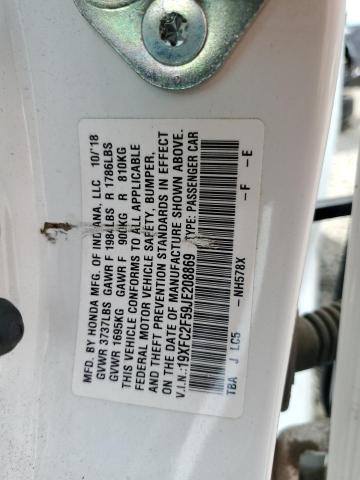 MFD. BY HONDA MFG. OF INDIANA, LLC 10/'18
GVWR 3737LBS GAWR F 1984LBS R 1786LBS
GVWR 1695KG GAWR F 900KG R 810KG
THIS VEHICLE CONFORMS TO ALL APPLICABLE
FEDERAL MOTOR VEHICLE SAFETY, BUMPER,
AND THEFT PREVENTION STANDARDS IN EFFECT
ON THE DATE OF MANUFACTURE SHOWN ABOVE.
V.I.N.:19XFC2F59JE208869 TYPE: PASSENGER CAR
-NH578X -F -E
TBA J LC5